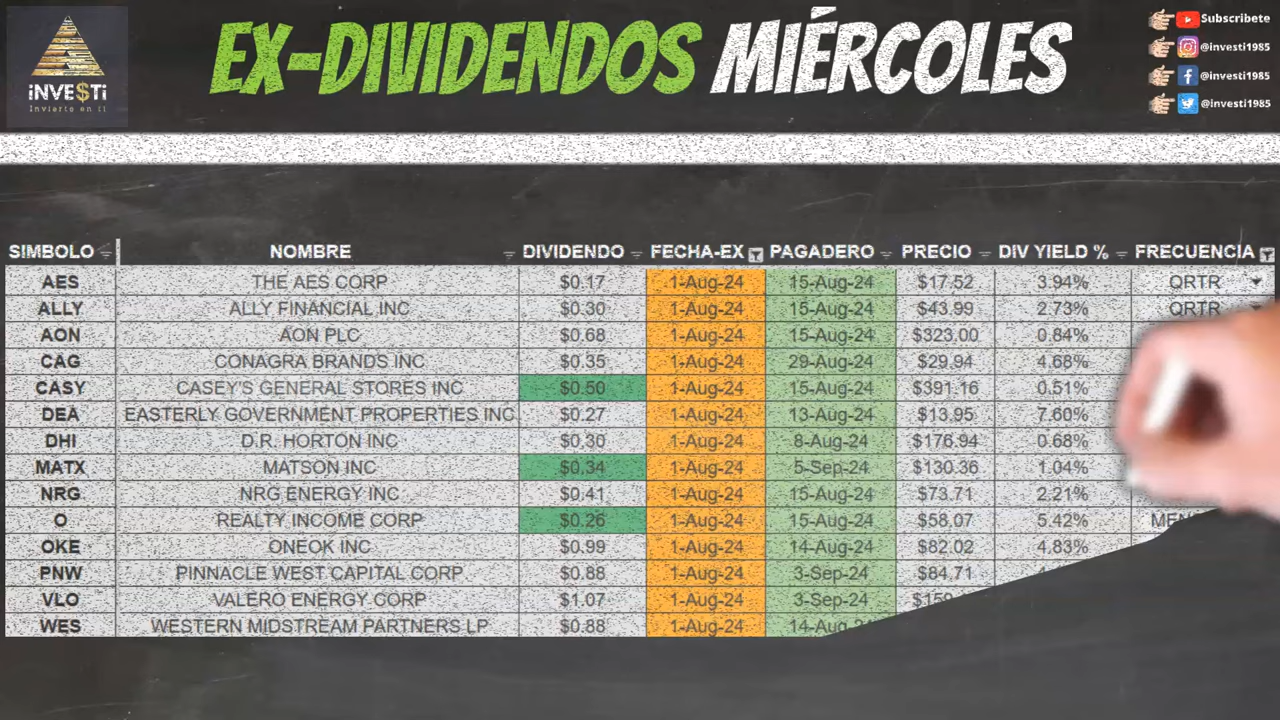 EX-DIVIDENDOS MIÉRCOLES
iNVE$Ti
Invierte en ti
Subscribete
@investi1985
@investi1985
@investi1985
SIMBOLO NOMBRE DIVIDENDO FECHA-EX PAGADERO PRECIO DIV YIELD % FRECUENCIA
AES THE AES CORP $0.17 1-Aug-24 15-Aug-24 $17.52 3.94% QRTR
ALLY ALLY FINANCIAL INC $0.30 1-Aug-24 15-Aug-24 $43.99 2.73% QRTR
AON AON PLC $0.68 1-Aug-24 15-Aug-24 $323.00 0.84%
CAG CONAGRA BRANDS INC $0.35 1-Aug-24 29-Aug-24 $29.94 4.68%
CASY CASEY'S GENERAL STORES INC $0.50 1-Aug-24 15-Aug-24 $391.16 0.51%
DEA EASTERLY GOVERNMENT PROPERTIES INC $0.27 1-Aug-24 13-Aug-24 $13.95 7.60%
DHI D.R. HORTON INC $0.30 1-Aug-24 8-Aug-24 $176.94 0.68%
MATX MATSON INC $0.34 1-Aug-24 5-Sep-24 $130.36 1.04%
NRG NRG ENERGY INC $0.41 1-Aug-24 15-Aug-24 $73.71 2.21%
O REALTY INCOME CORP $0.26 1-Aug-24 15-Aug-24 $58.07 5.42%
OKE ONEOK INC $0.99 1-Aug-24 14-Aug-24 $82.02 4.83%
PNW PINNACLE WEST CAPITAL CORP $0.88 1-Aug-24 3-Sep-24 $84.71
VLO VALERO ENERGY CORP $1.07 1-Aug-24 3-Sep-24
WES WESTERN MIDSTREAM PARTNERS LP $0.88 1-Aug-24